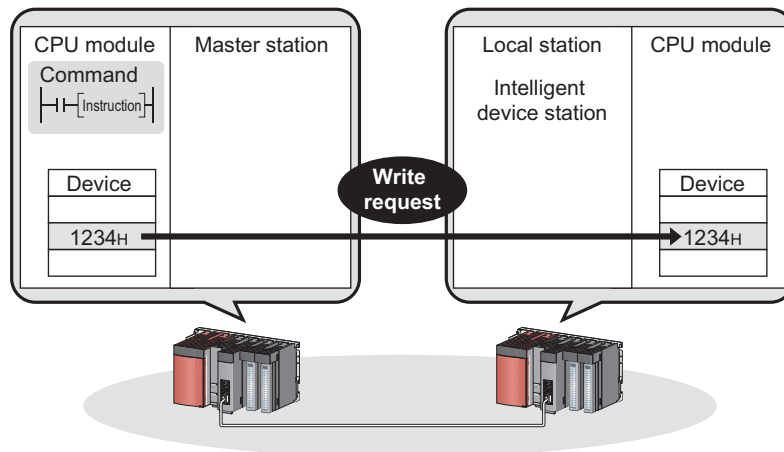 CPU module
Master station
Command
Instruction
Device
1234H
Write
request
Local station
Intelligent
device station
CPU module
Device
1234H